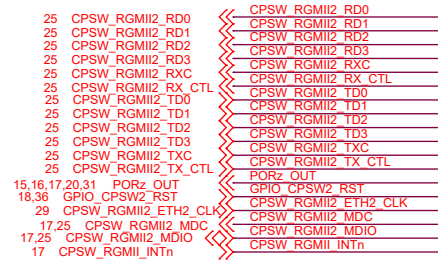 25 CPSW_RGMII2_RD0 CPSW_RGMII2_RD0
25 CPSW_RGMII2_RD1 CPSW_RGMII2_RD1
25 CPSW_RGMII2_RD2 CPSW_RGMII2_RD2
25 CPSW_RGMII2_RD3 CPSW_RGMII2_RD3
25 CPSW_RGMII2_RXC CPSW_RGMII2_RXC
25 CPSW_RGMII2_RX_CTL CPSW_RGMII2_RX_CTL
25 CPSW_RGMII2_TD0 CPSW_RGMII2_TD0
25 CPSW_RGMII2_TD1 CPSW_RGMII2_TD1
25 CPSW_RGMII2_TD2 CPSW_RGMII2_TD2
25 CPSW_RGMII2_TD3 CPSW_RGMII2_TD3
25 CPSW_RGMII2_TXC CPSW_RGMII2_TXC
25 CPSW_RGMII2_TX_CTL CPSW_RGMII2_TX_CTL
15,16,17,20,31 PORz_OUT PORz_OUT
18,36 GPIO_CPSW2_RST GPIO_CPSW2_RST
29 CPSW_RGMII2_ETH2_CLK CPSW_RGMII2_ETH2_CLK
17,25 CPSW_RGMII2_MDC CPSW_RGMII2_MDC
17,25 CPSW_RGMII2_MDIO CPSW_RGMII2_MDIO
17 CPSW_RGMII_INTn CPSW_RGMII_INTn